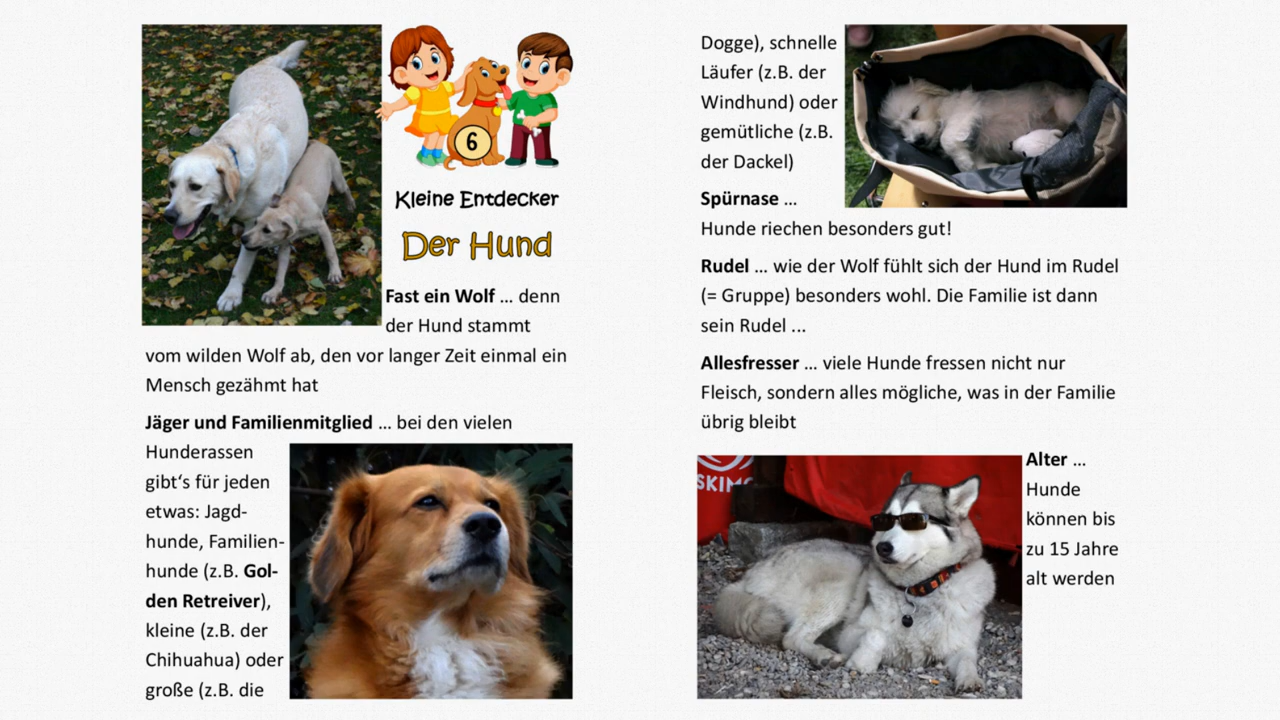 6
Kleine Entdecker
Der Hund
Fast ein Wolf ... denn
der Hund stammt
vom wilden Wolf ab, den vor langer Zeit einmal ein
Mensch gezähmt hat
Jäger und Familienmitglied ... bei den vielen
Hunderassen
gibt‘s für jeden
etwas: Jagd-
hunde, Familien-
hunde (z.B. Gol-
den Retreiver),
kleine (z.B. der
Chihuahua) oder
große (z.B. die
Dogge), schnelle
Läufer (z.B. der
Windhund) oder
gemütliche (z.B.
der Dackel)
Spürnase ...
Hunde riechen besonders gut!
Rudel ... wie der Wolf fühlt sich der Hund im Rudel
(= Gruppe) besonders wohl. Die Familie ist dann
sein Rudel ...
Allesfresser ... viele Hunde fressen nicht nur
Fleisch, sondern alles mögliche, was in der Familie
übrig bleibt
SKIMO
Alter ...
Hunde
können bis
zu 15 Jahre
alt werden